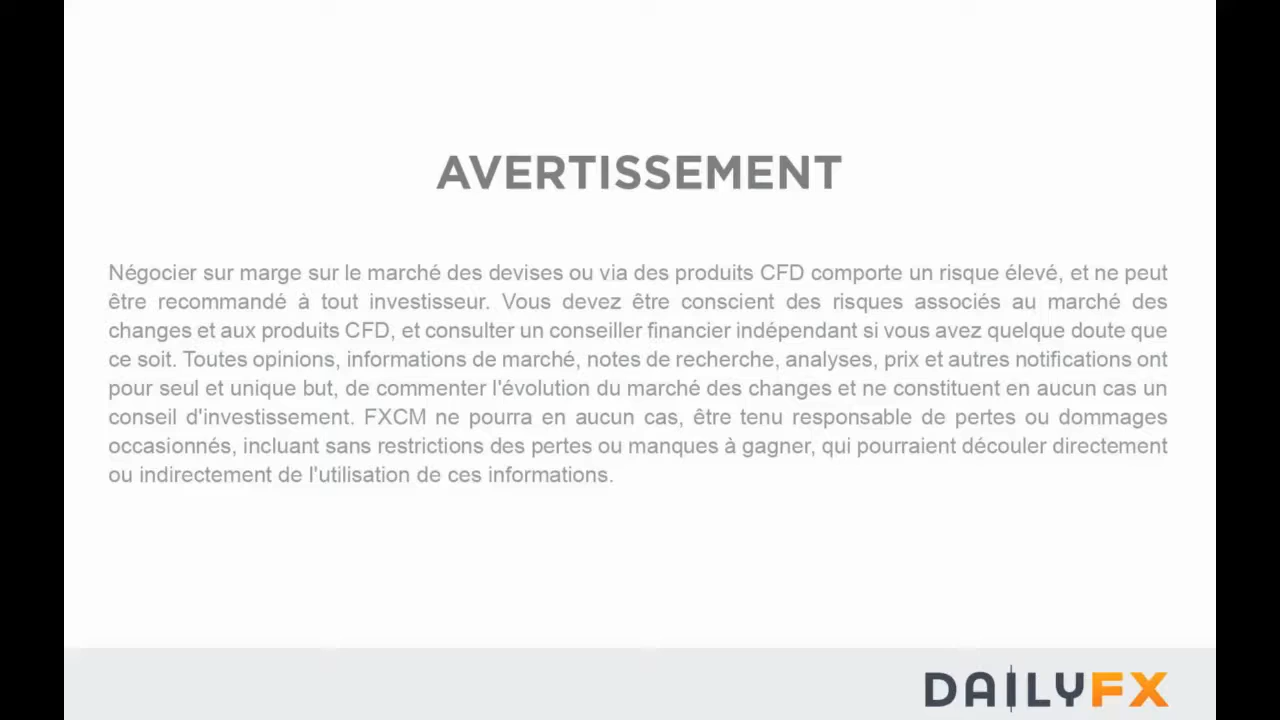 AVERTISSEMENT
Négocier sur marge sur le marché des devises ou via des produits CFD comporte un risque élevé, et ne peut
être recommandé à tout investisseur. Vous devez être conscient des risques associés au marché des
changes et aux produits CFD, et consulter un conseiller financier indépendant si vous avez quelque doute que
ce soit. Toutes opinions, informations de marché, notes de recherche, analyses, prix et autres notifications ont
pour seul et unique but, de commenter l'évolution du marché des changes et ne constituent en aucun cas un
conseil d'investissement. FXCM ne pourra en aucun cas, être tenu responsable de pertes ou dommages
occasionnés, incluant sans restrictions des pertes ou manques à gagner, qui pourraient découler directement
ou indirectement de l'utilisation de ces informations.
DAILYFX